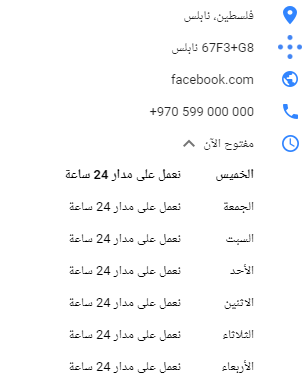 فلسطين، نابلس
67F3+G8 نابلس
facebook.com
+970 599 000 000
مفتوح الآن
الخميس نعمل على مدار 24 ساعة
الجمعة نعمل على مدار 24 ساعة
السبت نعمل على مدار 24 ساعة
الأحد نعمل على مدار 24 ساعة
الاثنين نعمل على مدار 24 ساعة
الثلاثاء نعمل على مدار 24 ساعة
الأربعاء نعمل على مدار 24 ساعة